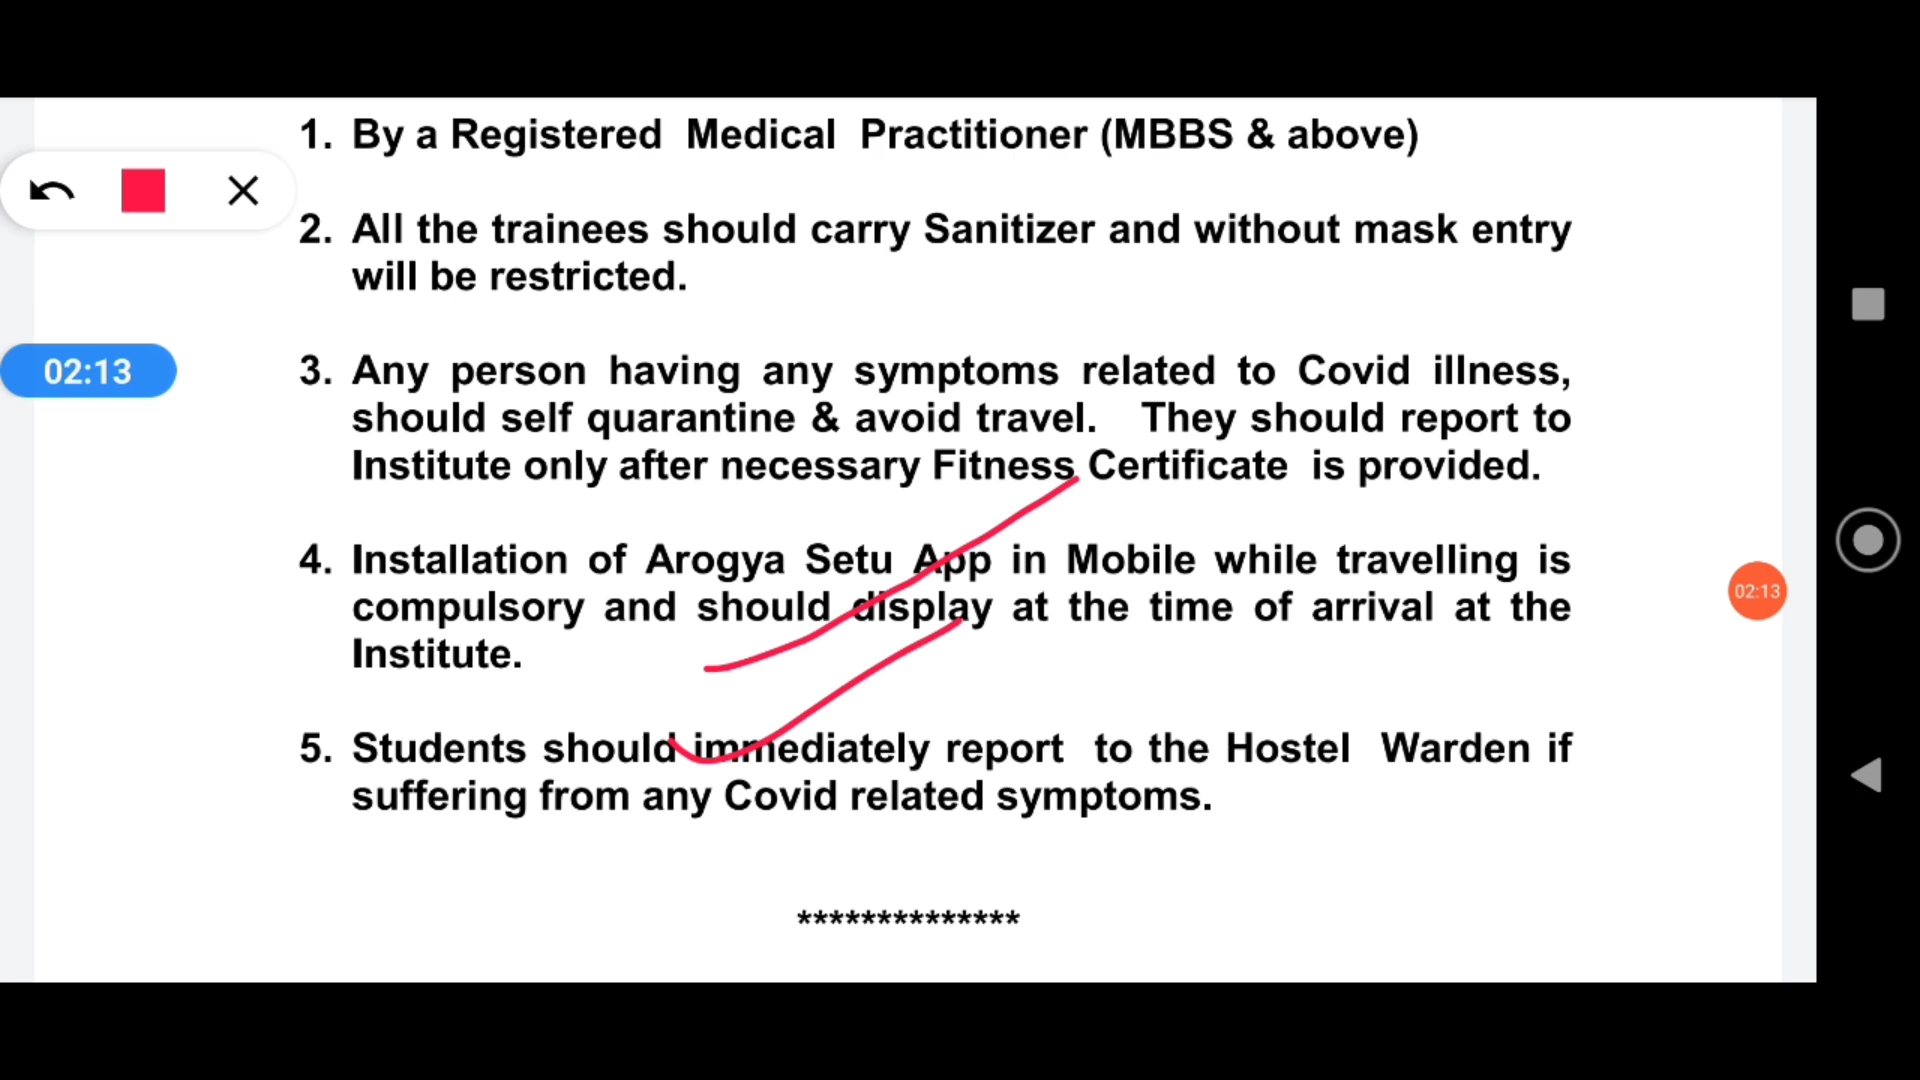 1. By a Registered Medical Practitioner (MBBS & above)
2. All the trainees should carry Sanitizer and without mask entry
will be restricted.
02:13
3. Any person having any symptoms related to Covid illness,
should self quarantine & avoid travel. They should report to
Institute only after necessary Fitness Certificate is provided.
4. Installation of Arogya Setu App in Mobile while travelling is
compulsory and should display at the time of arrival at the
Institute.
02:13
5. Students should immediately report to the Hostel Warden if
suffering from any Covid related symptoms.
**************